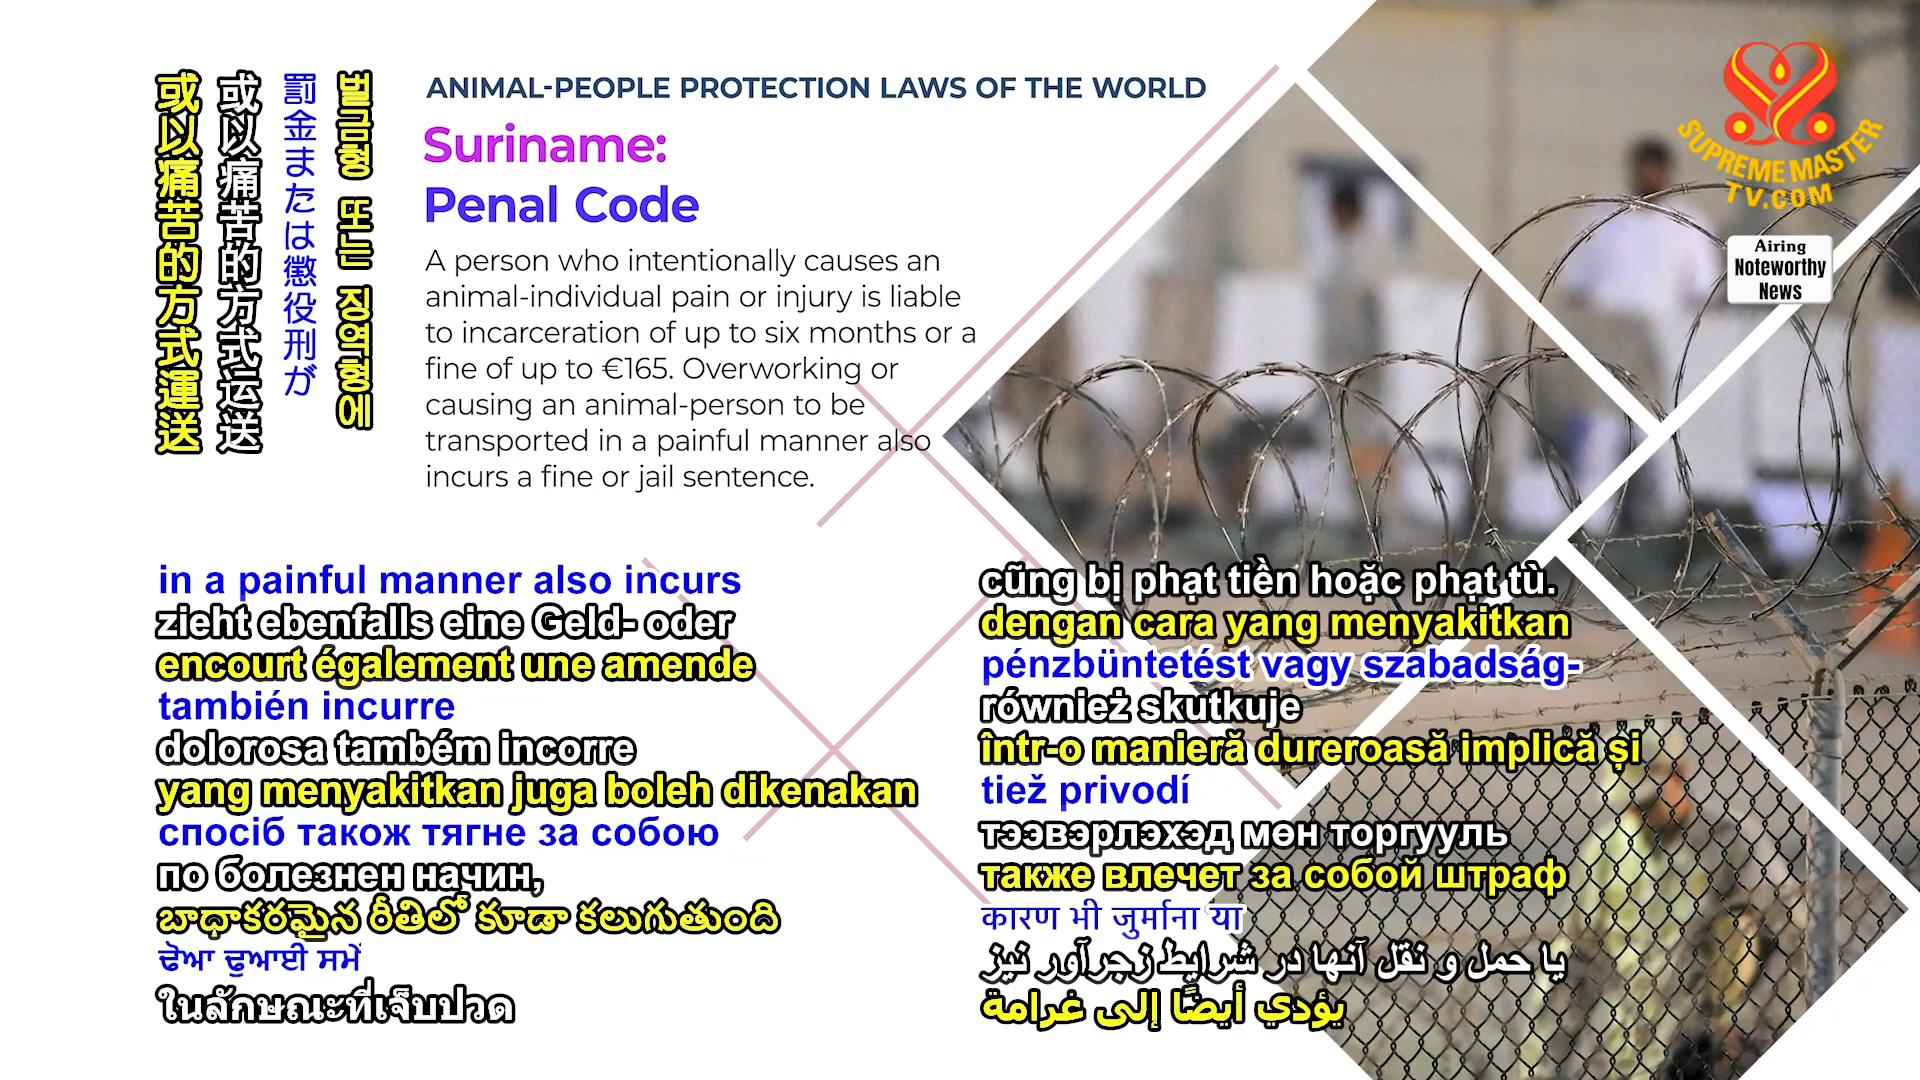 或以痛苦的方式運送
或以痛苦的方式运送
罰金または懲役刑が
벌금형 또는 징역형에
ANIMAL-PEOPLE PROTECTION LAWS OF THE WORLD
Suriname:
Penal Code
A person who intentionally causes an
animal-individual pain or injury is liable
to incarceration of up to six months or a
fine of up to €165. Overworking or
causing an animal-person to be
transported in a painful manner also
incurs a fine or jail sentence.
SUPREME MASTER
TV.COM
Airing
Noteworthy
News
in a painful manner also incurs
zieht ebenfalls eine Geld- oder
encourt également une amende
también incurre
dolorosa também incorre
yang menyakitkan juga boleh dikenakan
спосіб також тягне за собою
по болезнен начин,
బాధాకరమైన రీతిలో కూడా కలుగుతుంది
ਢੋਆ ਢੁਆਈ ਸਮੇਂ
ในลักษณะที่เจ็บปวด
cũng bị phạt tiền hoặc phạt tù.
dengan cara yang menyakitkan
pénzbüntetést vagy szabadság-
również skutkuje
într-o manieră dureroasă implică și
tiež privodí
тээвэрлэхэд мөн торгууль
также влечет за собой штраф
कारण भी जुर्माना या
یا حمل و نقل آنها در شرایط زجرآور نیز
يؤدي أيضًا إلى غرامة